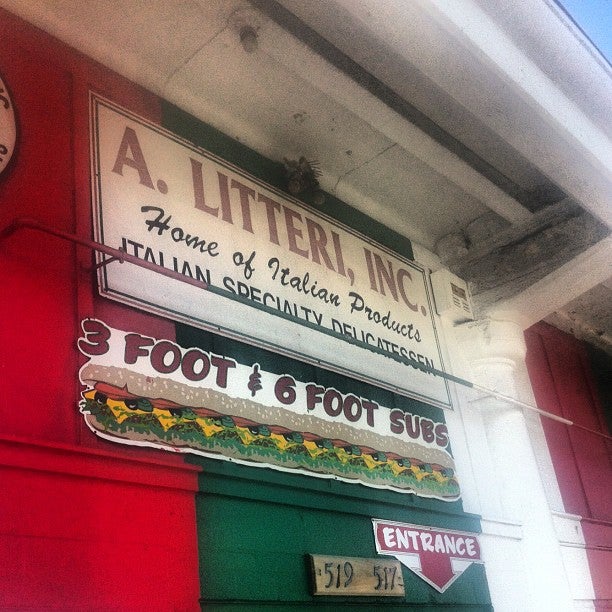 A. LITTERI, INC.
Home of Italian Products
ITALIAN SPECIALTY DELICATESSEN
3 FOOT & 6 FOOT SUBS
ENTRANCE
519 517